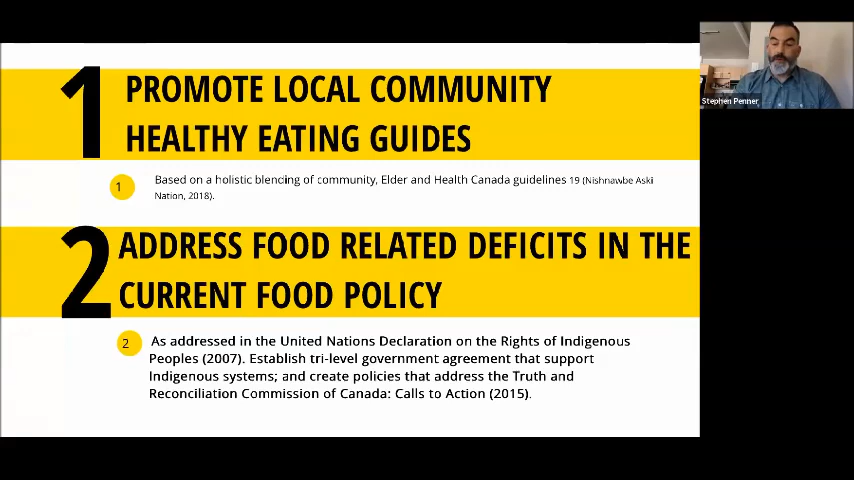 1 PROMOTE LOCAL COMMUNITY
HEALTHY EATING GUIDES
1 Based on a holistic blending of community, Elder and Health Canada guidelines 19 (Nishnawbe Aski
Nation, 2018).
2 ADDRESS FOOD RELATED DEFICITS IN THE
CURRENT FOOD POLICY
2 As addressed in the United Nations Declaration on the Rights of Indigenous
Peoples (2007). Establish tri-level government agreement that support
Indigenous systems; and create policies that address the Truth and
Reconciliation Commission of Canada: Calls to Action (2015).
Stephen Penner